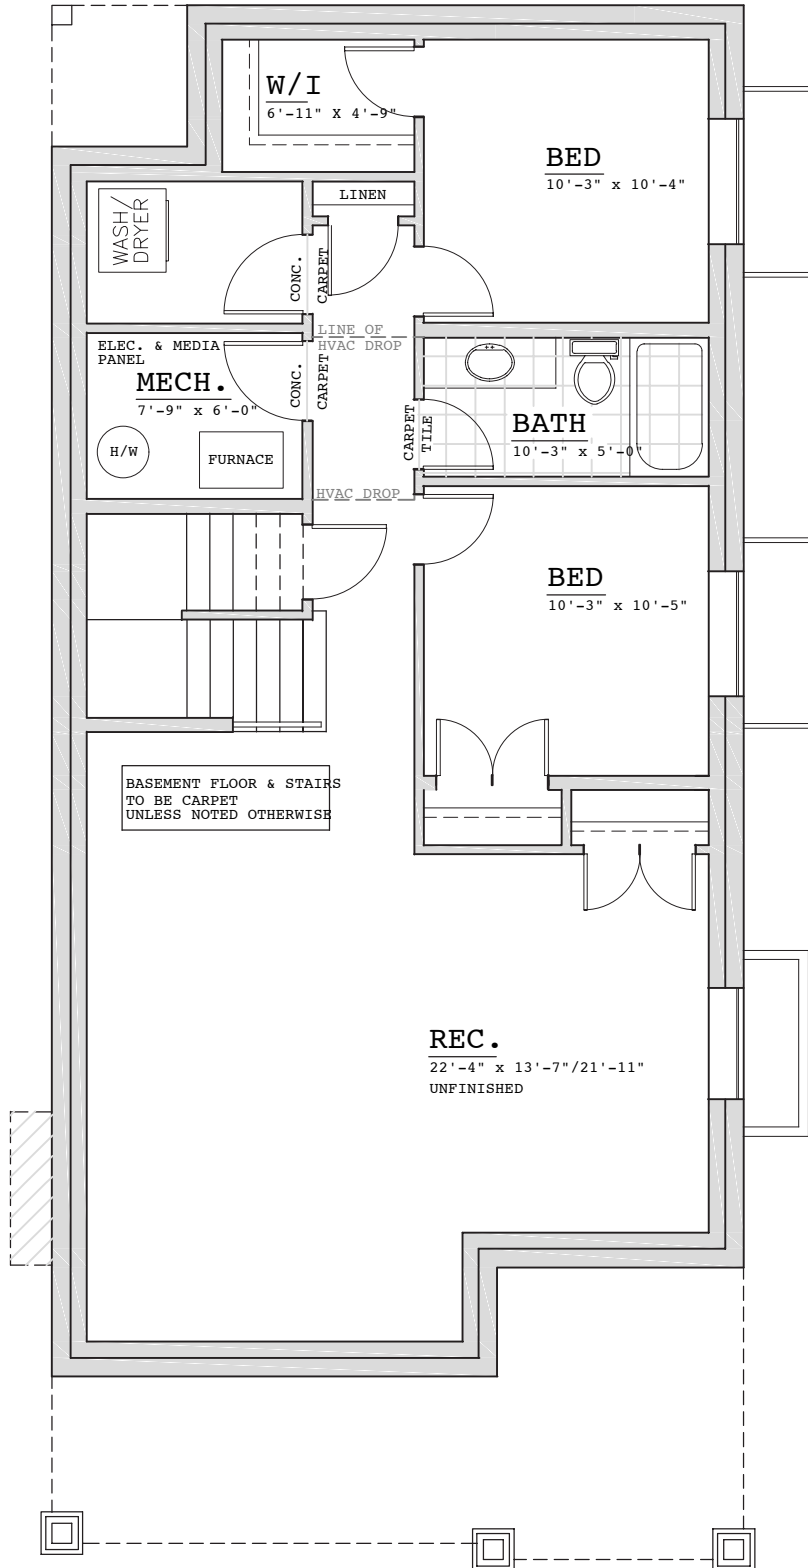 W/I
6'-11" X 4'-9"
BED
10'-3" x 10'-4"
LINEN
WASH/
DRYER
CONC.
CARPET
LINE OF
HVAC DROP
ELEC. & MEDIA
PANEL
MECH.
7'-9" x 6'-0"
CONC.
CARPET
H/W
FURNACE
CARPET
TILE
BATH
10'-3" x 5'-0"
HVAC DROP
BED
10'-3" x 10'-5"
BASEMENT FLOOR & STAIRS
TO BE CARPET
UNLESS NOTED OTHERWISE
REC.
22'-4" x 13'-7"/21'-11"
UNFINISHED